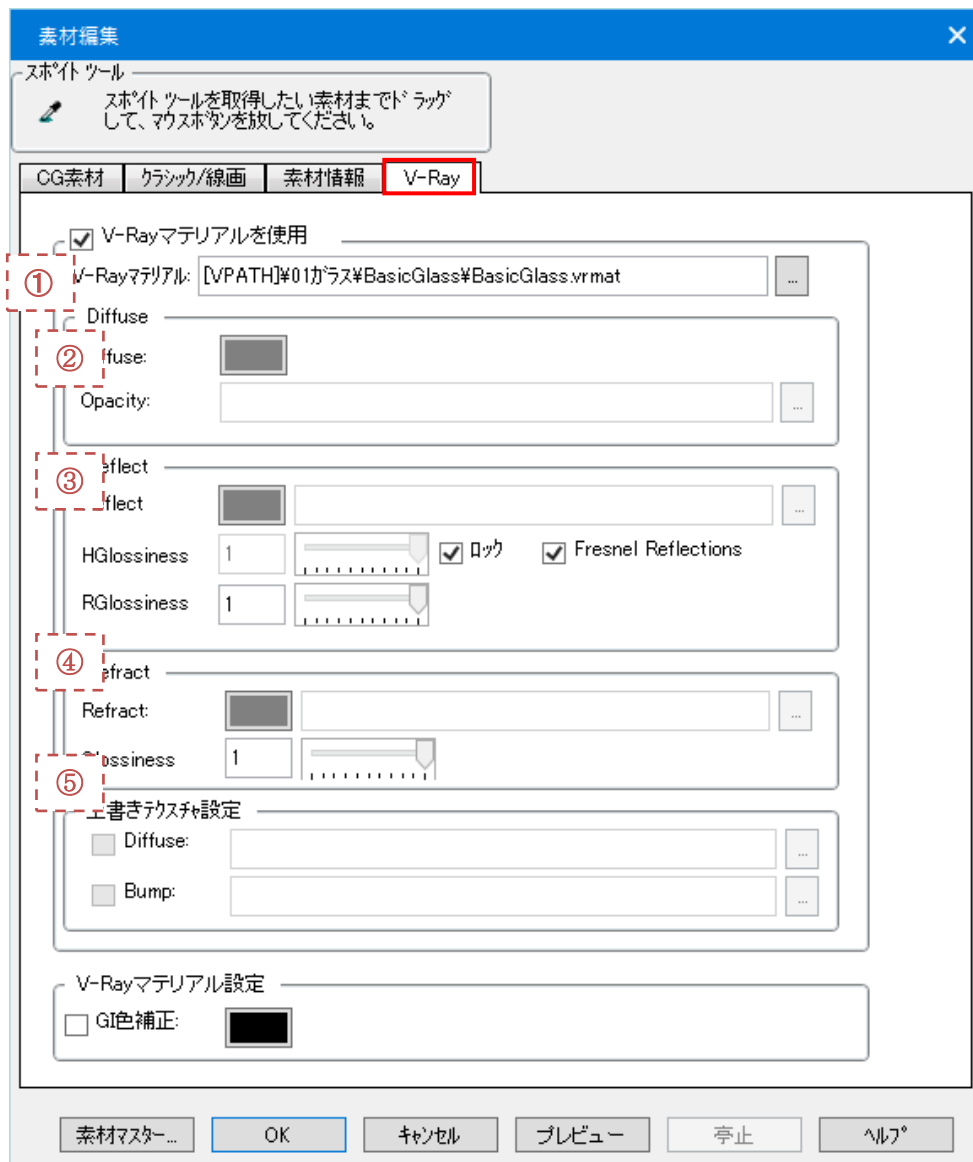 素材編集
スポイト ツール
スポイト ツールを取得したい素材までドラッグ
して、マウスボタンを放してください。
CG素材 クラシック/線画 素材情報 V-Ray
V-Rayマテリアルを使用
① V-Rayマテリアル: [VPATH]¥01ガラス¥BasicGlass¥BasicGlass.vrmat ...
Diffuse
② ffuse:
Opacity: ...
eflect
③ flect ...
HGlossiness 1 ロック Fresnel Reflections
RGlossiness 1
④ efract
Refract: ...
Glossiness 1
⑤
上書きテクスチャ設定
Diffuse: ...
Bump: ...
V-Rayマテリアル設定
GI色補正:
素材マスター... OK キャンセル プレビュー 停止 ヘルプ